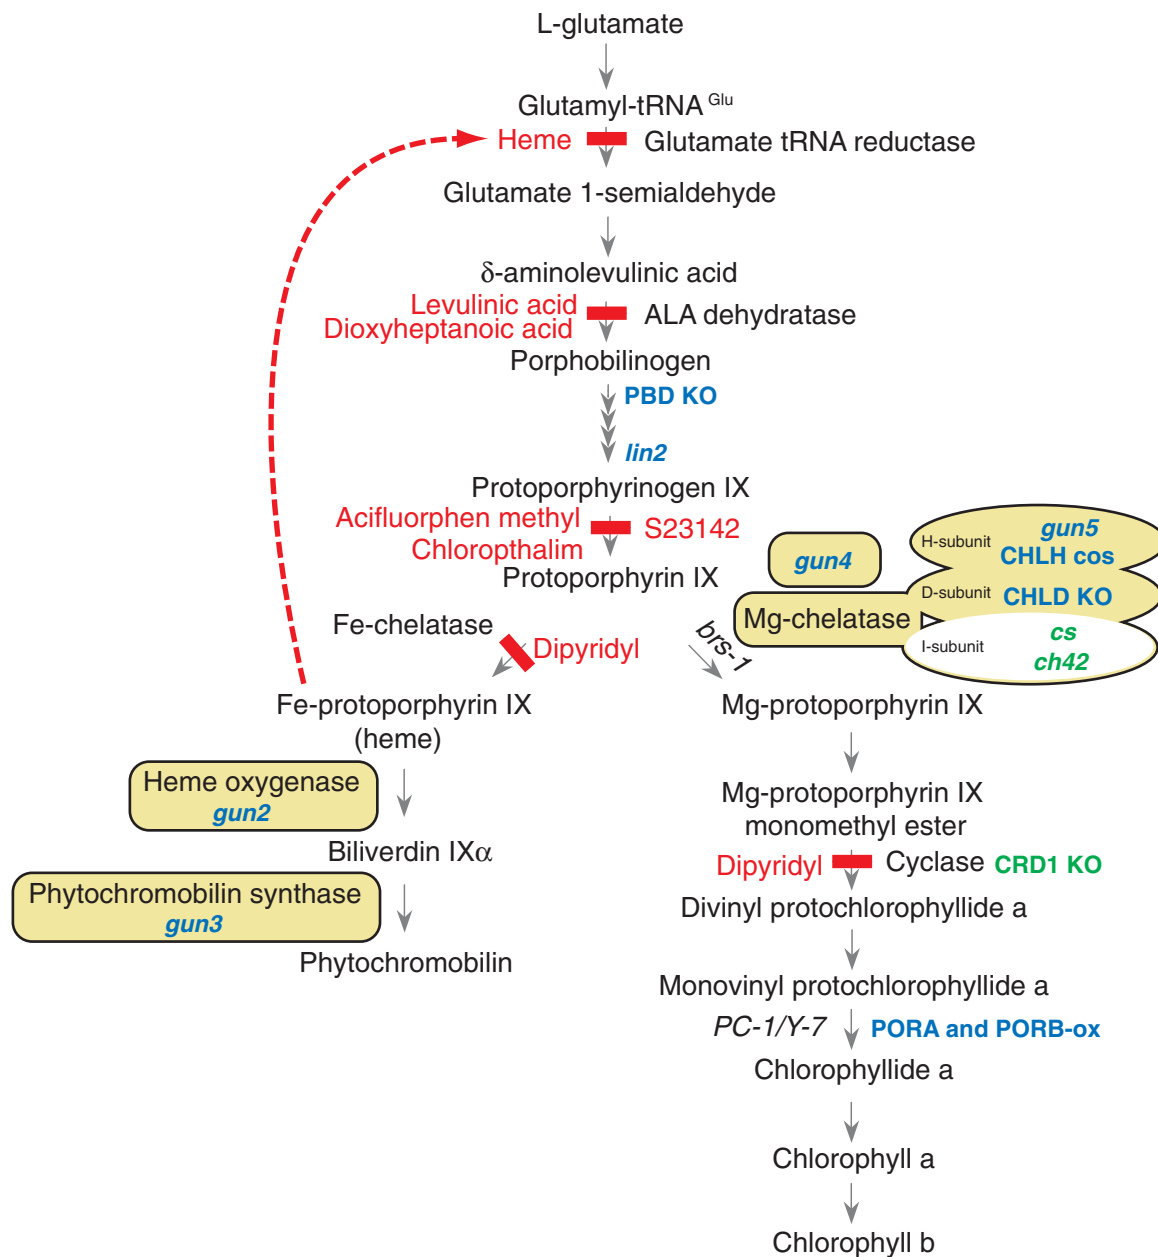 L-glutamate
Glutamyl-tRNA Glu
Heme
Glutamate tRNA reductase
Glutamate 1-semialdehyde
δ-aminolevulinic acid
Levulinic acid
Dioxyheptanoic acid
ALA dehydratase
Porphobilinogen
PBD KO
lin2
Protoporphyrinogen IX
Acifluorphen methyl
Chloropthalim
S23142
Protoporphyrin IX
gun4
H-subunit
gun5
CHLH cos
Mg-chelatase
D-subunit
CHLD KO
I-subunit
cs
ch42
Fe-chelatase
Dipyridyl
brs-1
Fe-protoporphyrin IX
(heme)
Mg-protoporphyrin IX
Heme oxygenase
gun2
Mg-protoporphyrin IX
monomethyl ester
Biliverdin IXα
Dipyridyl
Cyclase
CRD1 KO
Phytochromobilin synthase
gun3
Divinyl protochlorophyllide a
Phytochromobilin
Monovinyl protochlorophyllide a
PC-1/Y-7
PORA and PORB-ox
Chlorophyllide a
Chlorophyll a
Chlorophyll b